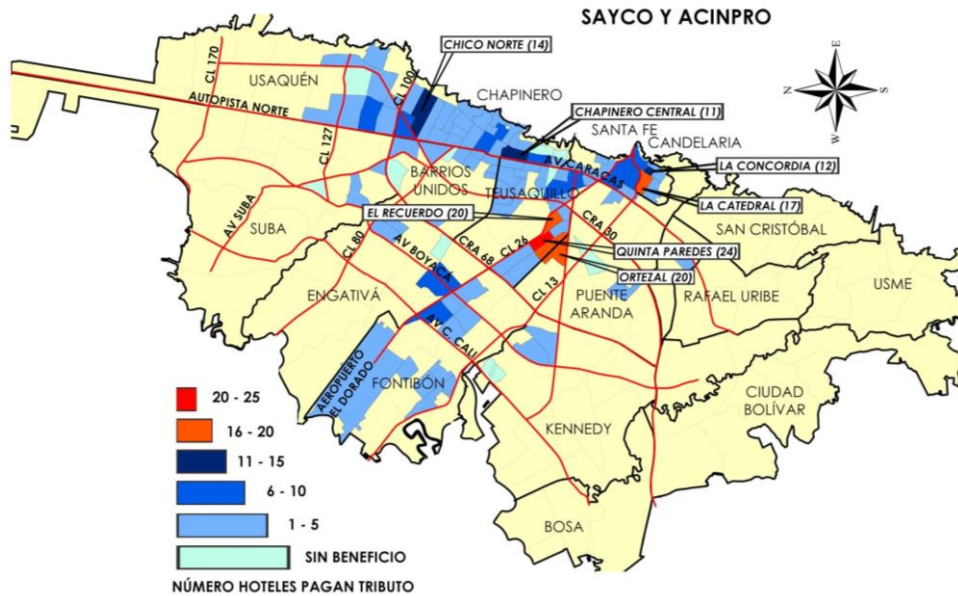 SAYCO Y ACINPRO
CHICO NORTE (14)
CL 170
USAQUÉN
CL 100
CHAPINERO
E
N
S
W
AUTOPISTA NORTE
CHAPINERO CENTRAL (11)
CL 127
SANTA FE
CANDELARIA
AV CARACAS
LA CONCORDIA (12)
BARRIOS
UNIDOS
TEUSAQUILLO
LA CATEDRAL (17)
AV SUBA
SUBA
EL RECUERDO (20)
CRA 30
SAN CRISTÓBAL
CL 80
AV BOYACÁ
CRA 68
CL 26
QUINTA PAREDES (24)
ORTEZAL (20)
ENGATIVÁ
CL 13
PUENTE
ARANDA
RAFAEL URIBE
USME
AV C. CALI
AEROPUERTO
EL DORADO
FONTIBÓN
CIUDAD
BOLÍVAR
KENNEDY
BOSA
20 - 25
16 - 20
11 - 15
6 - 10
1 - 5
SIN BENEFICIO
NÚMERO HOTELES PAGAN TRIBUTO